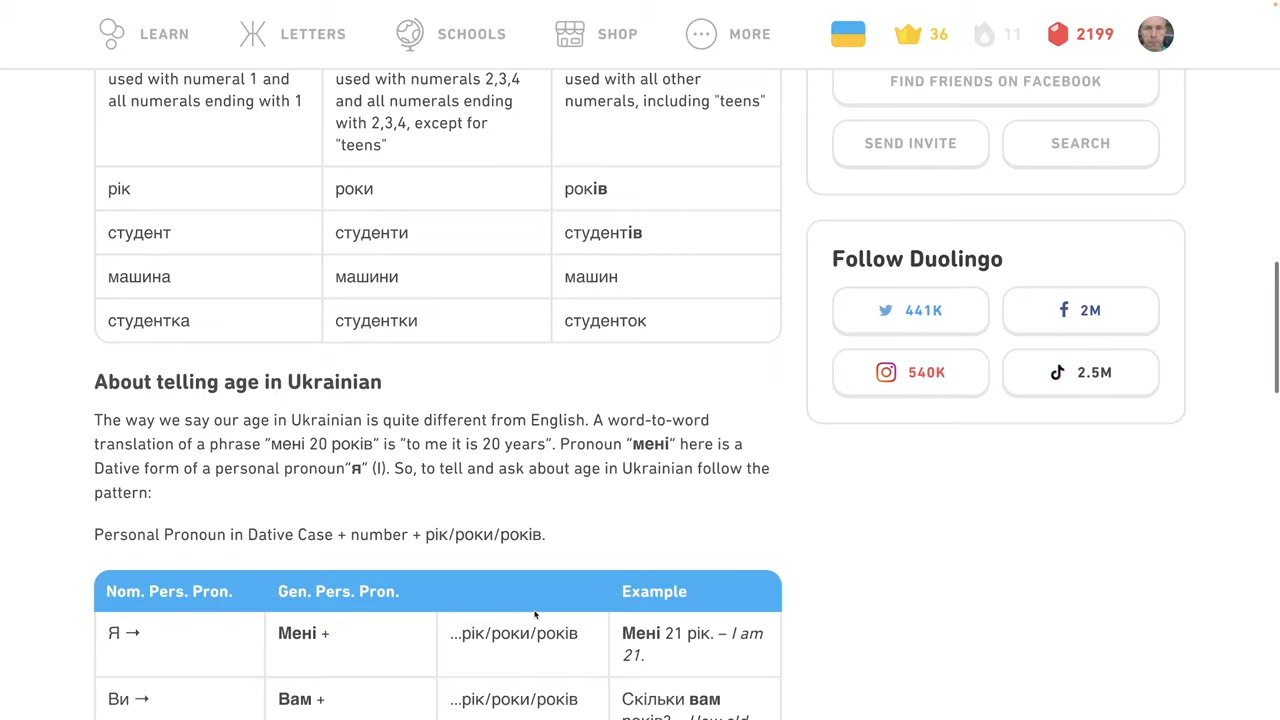 LEARN
LETTERS
SCHOOLS
SHOP
MORE
36
11
2199
used with numeral 1 and
all numerals ending with 1
used with numerals 2,3,4
and all numerals ending
with 2,3,4, except for
"teens"
used with all other
numerals, including "teens"
рік
роки
років
студент
студенти
студентів
машина
машини
машин
студентка
студентки
студенток
About telling age in Ukrainian
The way we say our age in Ukrainian is quite different from English. A word-to-word
translation of a phrase "мені 20 років" is "to me it is 20 years". Pronoun "мені" here is a
Dative form of a personal pronoun"я" (I). So, to tell and ask about age in Ukrainian follow the
pattern:
Personal Pronoun in Dative Case + number + рік/роки/років.
Nom. Pers. Pron.
Gen. Pers. Pron.
Example
Я →
Мені +
...рік/роки/років
Мені 21 рік. – I am
21.
Ви →
Вам +
...рік/роки/років
Скільки вам
років? – How old
FIND FRIENDS ON FACEBOOK
SEND INVITE
SEARCH
Follow Duolingo
441K
2M
540K
2.5M